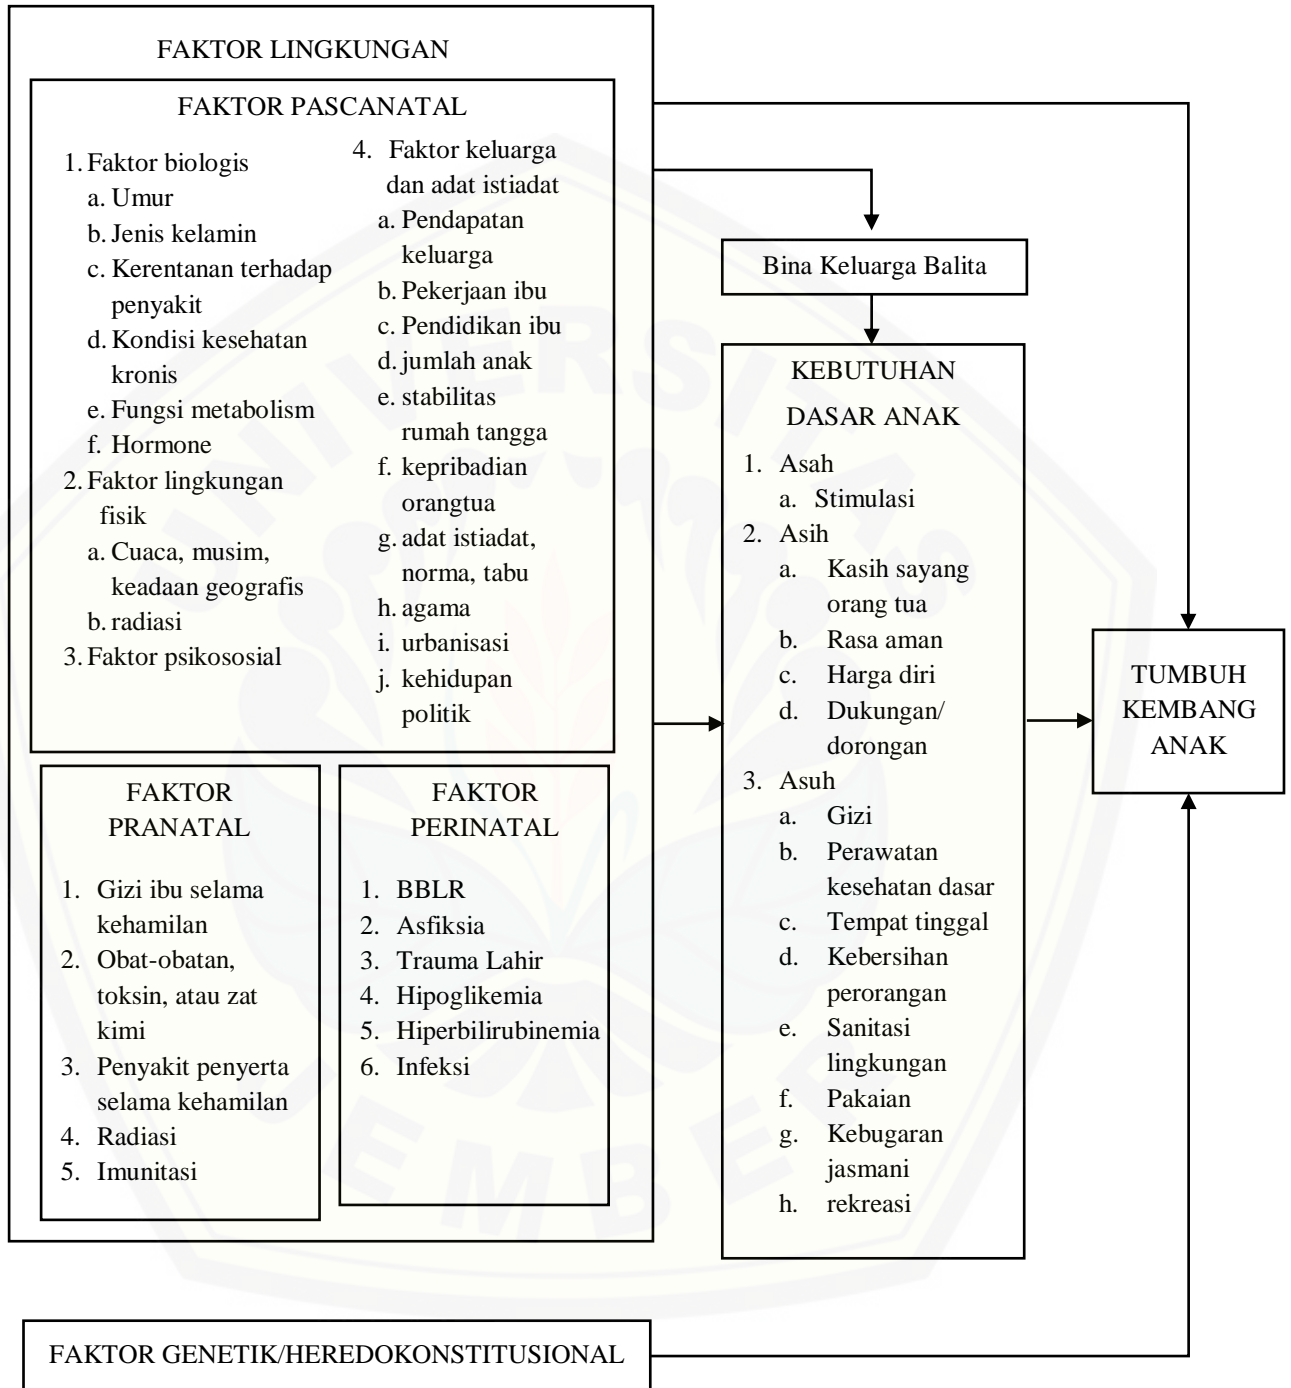 FAKTOR LINGKUNGAN
FAKTOR PASCANATAL
1. Faktor biologis
a. Umur
b. Jenis kelamin
c. Kerentanan terhadap
penyakit
d. Kondisi kesehatan
kronis
e. Fungsi metabolism
f. Hormone
2. Faktor lingkungan
fisik
a. Cuaca, musim,
keadaan geografis
b. radiasi
3. Faktor psikososial
4. Faktor keluarga
dan adat istiadat
a. Pendapatan
keluarga
b. Pekerjaan ibu
c. Pendidikan ibu
d. jumlah anak
e. stabilitas
rumah tangga
f. kepribadian
orangtua
g. adat istiadat,
norma, tabu
h. agama
i. urbanisasi
j. kehidupan
politik
FAKTOR
PRANATAL
1. Gizi ibu selama
kehamilan
2. Obat-obatan,
toksin, atau zat
kimi
3. Penyakit penyerta
selama kehamilan
4. Radiasi
5. Imunitasi
FAKTOR
PERINATAL
1. BBLR
2. Asfiksia
3. Trauma Lahir
4. Hipoglikemia
5. Hiperbilirubinemia
6. Infeksi
Bina Keluarga Balita
KEBUTUHAN
DASAR ANAK
1. Asah
a. Stimulasi
2. Asih
a. Kasih sayang
orang tua
b. Rasa aman
c. Harga diri
d. Dukungan/
dorongan
3. Asuh
a. Gizi
b. Perawatan
kesehatan dasar
c. Tempat tinggal
d. Kebersihan
perorangan
e. Sanitasi
lingkungan
f. Pakaian
g. Kebugaran
jasmani
h. rekreasi
TUMBUH
KEMBANG
ANAK
FAKTOR GENETIK/HEREDOKONSTITUSIONAL
UNIVERSITAS
JEMBER